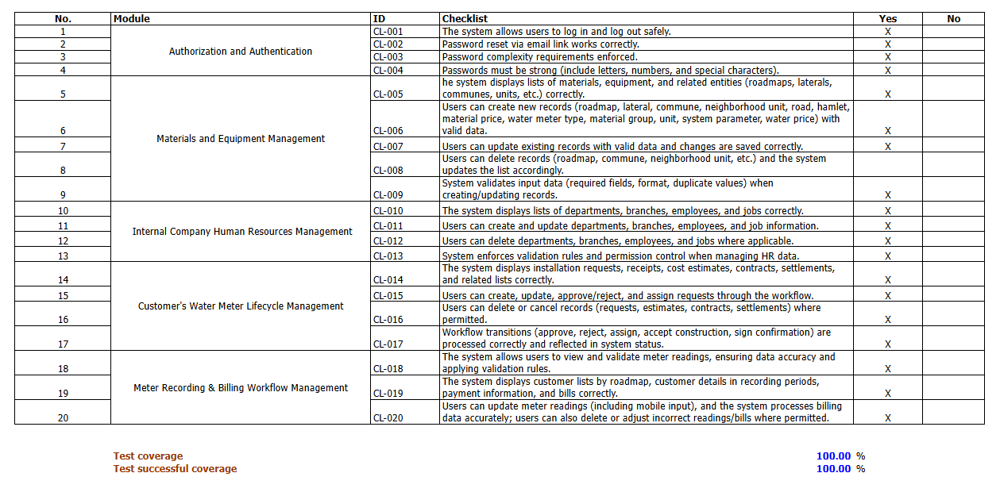 No. Module ID Checklist Yes No
1 CL-001 The system allows users to log in and log out safely. X
2 CL-002 Password reset via email link works correctly. X
Authorization and Authentication
3 CL-003 Password complexity requirements enforced. X
4 CL-004 Passwords must be strong (include letters, numbers, and special characters). X
he system displays lists of materials, equipment, and related entities (roadmaps, laterals,
5 CL-005 communes, units, etc.) correctly. X
Users can create new records (roadmap, lateral, commune, neighborhood unit, road, hamlet,
material price, water meter type, material group, unit, system parameter, water price) with
6 CL-006 valid data. X
Materials and Equipment Management
7 CL-007 Users can update existing records with valid data and changes are saved correctly. X
Users can delete records (roadmap, commune, neighborhood unit, etc.) and the system
8 CL-008 updates the list accordingly.
System validates input data (required fields, format, duplicate values) when
9 CL-009 creating/updating records. X
10 CL-010 The system displays lists of departments, branches, employees, and jobs correctly. X
11 CL-011 Users can create and update departments, branches, employees, and job information. X
Internal Company Human Resources Management
12 CL-012 Users can delete departments, branches, employees, and jobs where applicable. X
13 CL-013 System enforces validation rules and permission control when managing HR data. X
The system displays installation requests, receipts, cost estimates, contracts, settlements,
14 CL-014 and related lists correctly. X
15 CL-015 Users can create, update, approve/reject, and assign requests through the workflow. X
Customer's Water Meter Lifecycle Management
Users can delete or cancel records (requests, estimates, contracts, settlements) where
16 CL-016 permitted. X
Workflow transitions (approve, reject, assign, accept construction, sign confirmation) are
17 CL-017 processed correctly and reflected in system status. X
The system allows users to view and validate meter readings, ensuring data accuracy and
18 CL-018 applying validation rules. X
The system displays customer lists by roadmap, customer details in recording periods,
Meter Recording & Billing Workflow Management
19 CL-019 payment information, and bills correctly. X
Users can update meter readings (including mobile input), and the system processes billing
20 CL-020 data accurately; users can also delete or adjust incorrect readings/bills where permitted. X
Test coverage 100.00 %
Test successful coverage 100.00 %